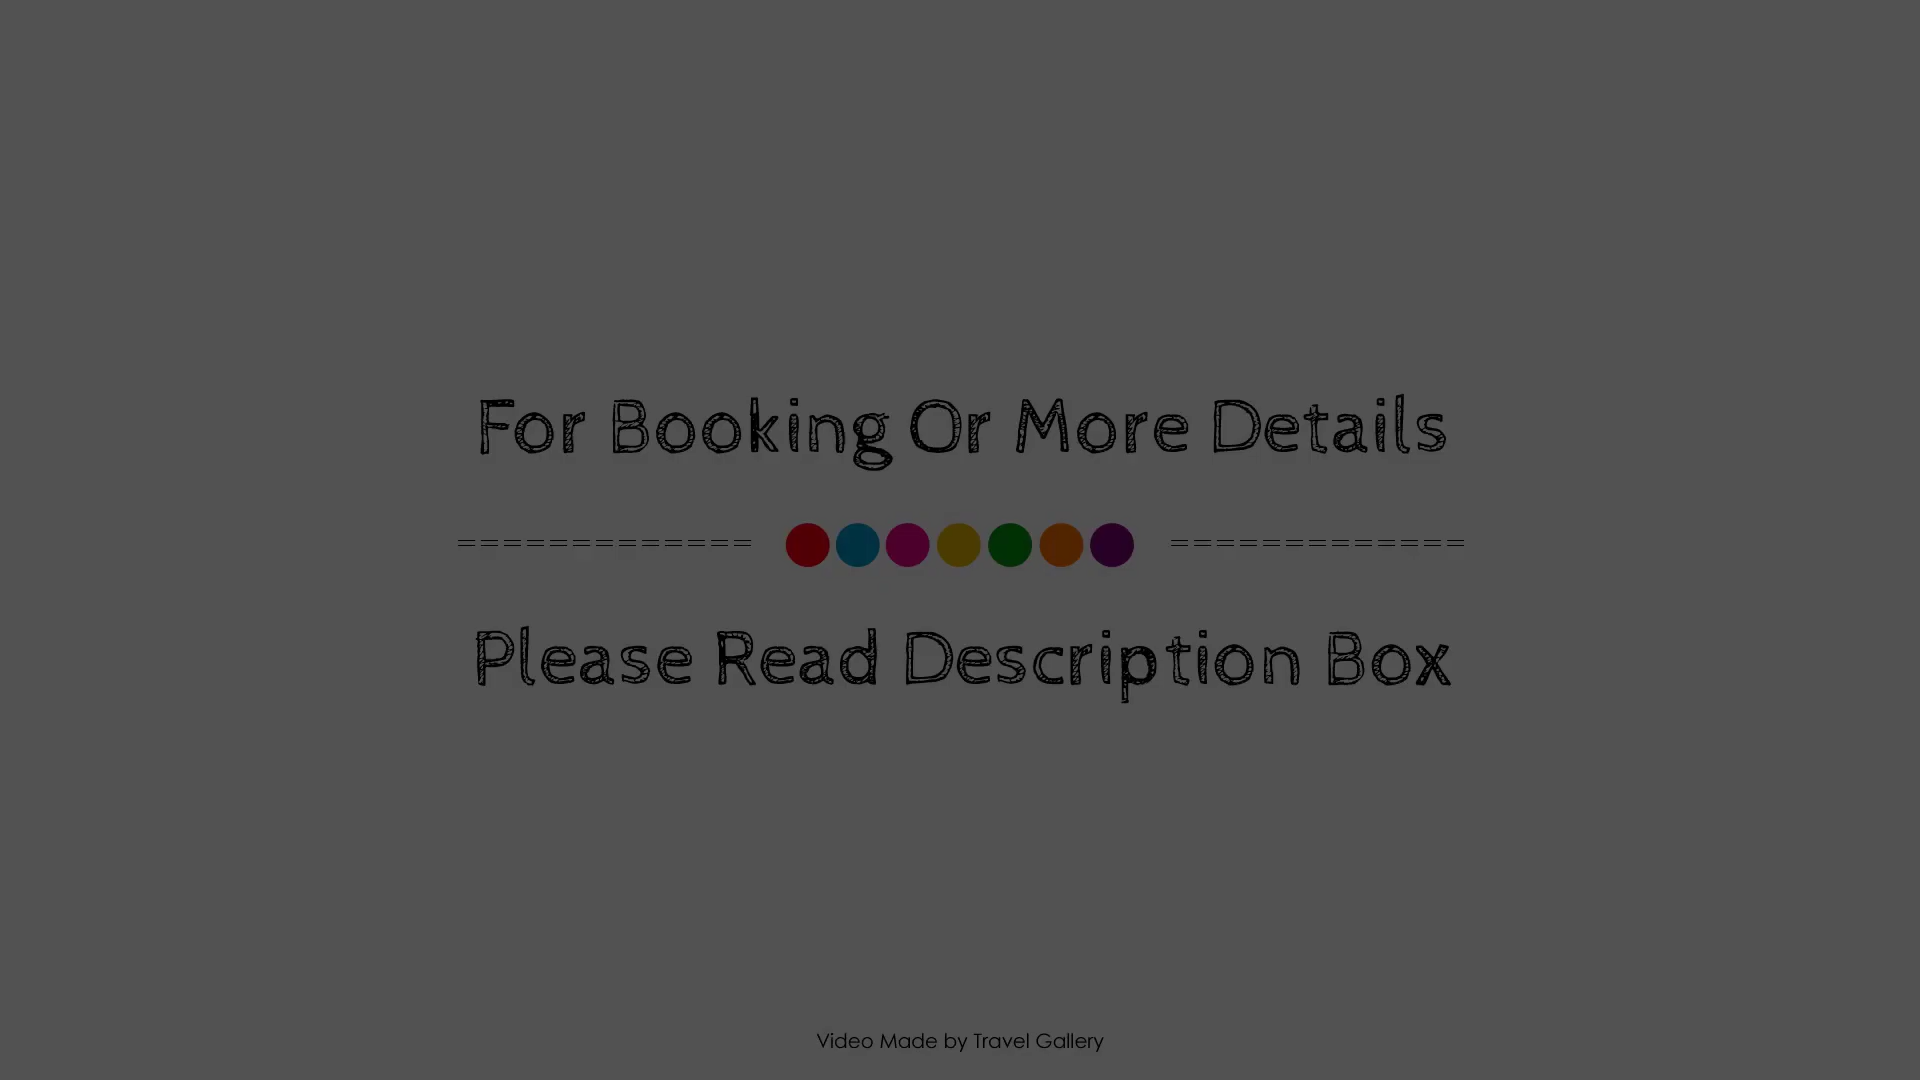 For Booking Or More Details
============= =============
Please Read Description Box
Video Made by Travel Gallery